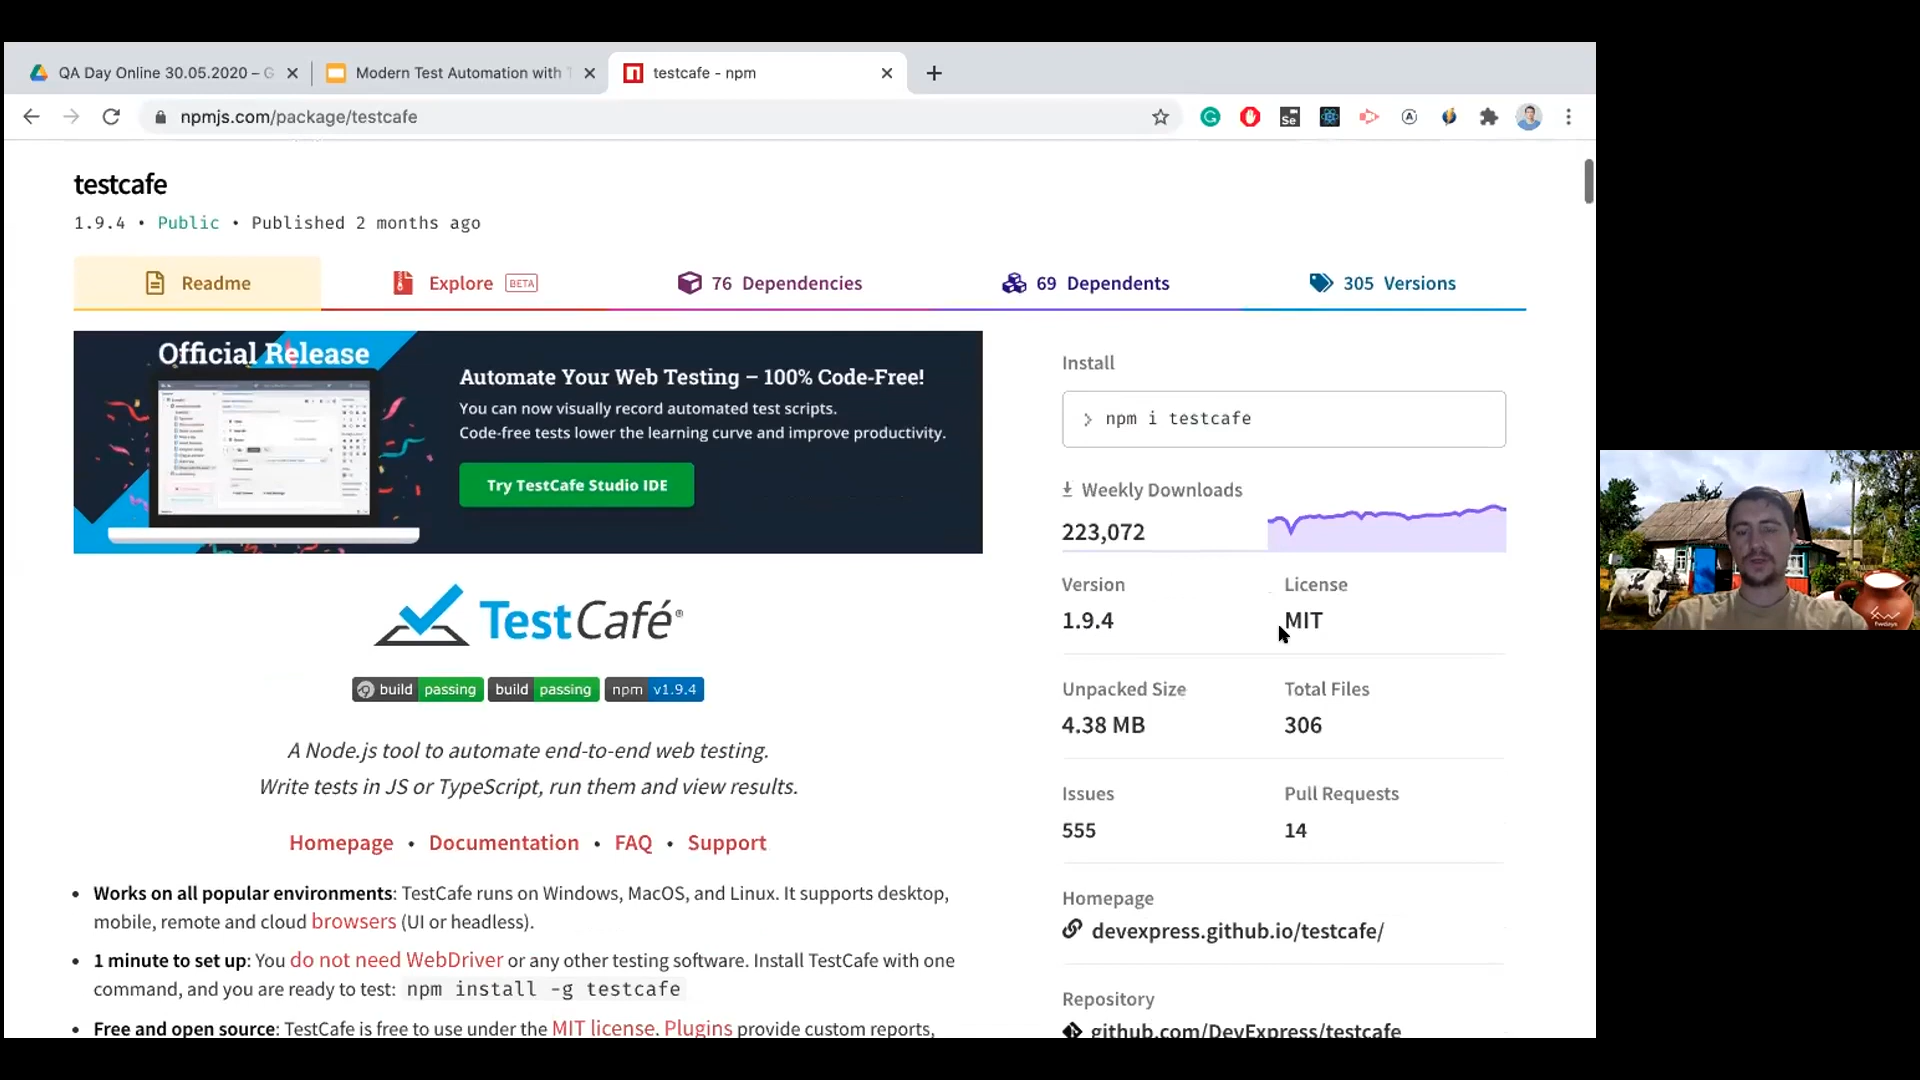 QA Day Online 30.05.2020 – G
Modern Test Automation with T
testcafe - npm
npmjs.com/package/testcafe
Se
testcafe
1.9.4 • Public • Published 2 months ago
Readme
Explore BETA
76 Dependencies
69 Dependents
305 Versions
Official Release
Automate Your Web Testing – 100% Code-Free!
You can now visually record automated test scripts.
Code-free tests lower the learning curve and improve productivity.
Try TestCafe Studio IDE
Install
> npm i testcafe
Weekly Downloads
223,072
Version
1.9.4
License
MIT
Unpacked Size
4.38 MB
Total Files
306
Issues
555
Pull Requests
14
Homepage
devexpress.github.io/testcafe/
Repository
github.com/DevExpress/testcafe
TestCafé®
build passing build passing npm v1.9.4
A Node.js tool to automate end-to-end web testing.
Write tests in JS or TypeScript, run them and view results.
Homepage • Documentation • FAQ • Support
• Works on all popular environments: TestCafe runs on Windows, MacOS, and Linux. It supports desktop,
mobile, remote and cloud browsers (UI or headless).
• 1 minute to set up: You do not need WebDriver or any other testing software. Install TestCafe with one
command, and you are ready to test: npm install -g testcafe
• Free and open source: TestCafe is free to use under the MIT license. Plugins provide custom reports,
fwdays